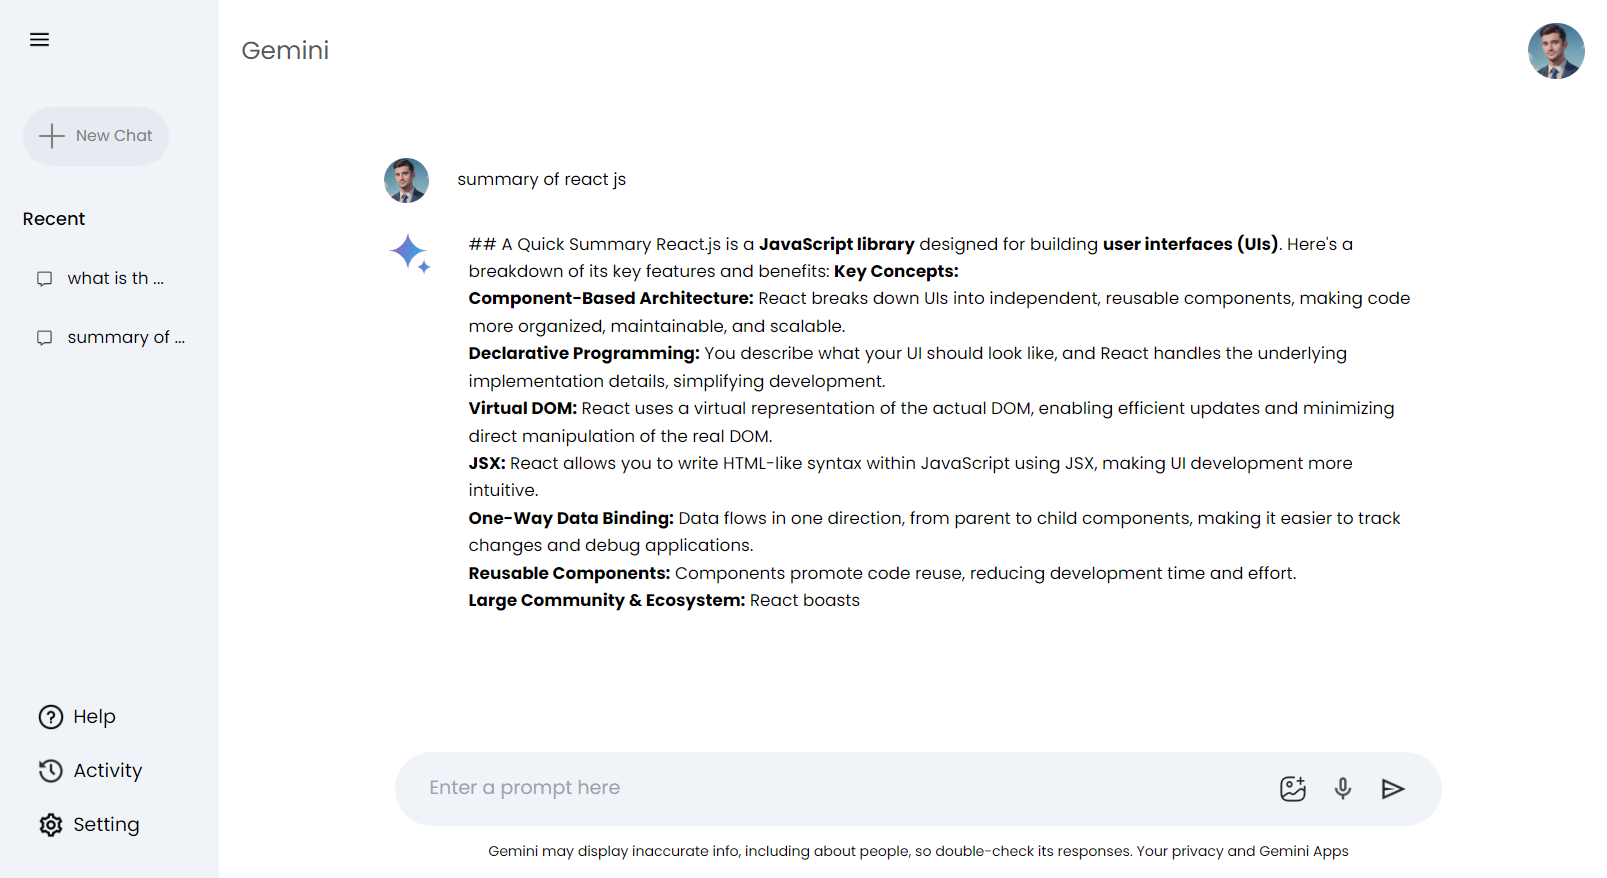 Gemini
New Chat
Recent
what is th ...
summary of ...
Help
Activity
Setting
summary of react js
## A Quick Summary React.js is a JavaScript library designed for building user interfaces (UIs). Here's a
breakdown of its key features and benefits: Key Concepts:
Component-Based Architecture: React breaks down UIs into independent, reusable components, making code
more organized, maintainable, and scalable.
Declarative Programming: You describe what your UI should look like, and React handles the underlying
implementation details, simplifying development.
Virtual DOM: React uses a virtual representation of the actual DOM, enabling efficient updates and minimizing
direct manipulation of the real DOM.
JSX: React allows you to write HTML-like syntax within JavaScript using JSX, making UI development more
intuitive.
One-Way Data Binding: Data flows in one direction, from parent to child components, making it easier to track
changes and debug applications.
Reusable Components: Components promote code reuse, reducing development time and effort.
Large Community & Ecosystem: React boasts
Enter a prompt here
Gemini may display inaccurate info, including about people, so double-check its responses. Your privacy and Gemini Apps